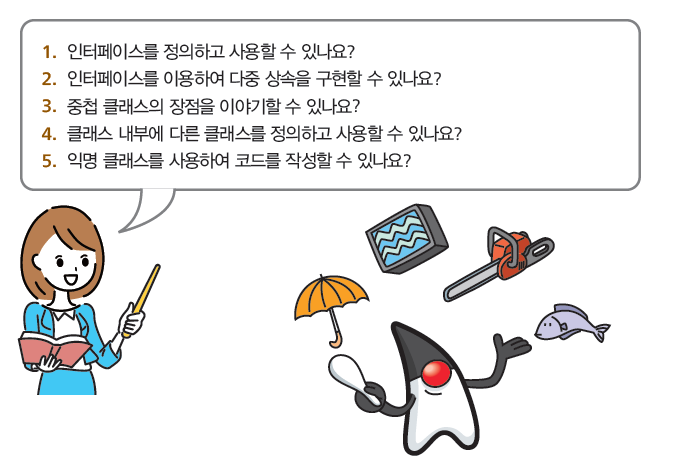 1. 인터페이스를 정의하고 사용할 수 있나요?
2. 인터페이스를 이용하여 다중 상속을 구현할 수 있나요?
3. 중첩 클래스의 장점을 이야기할 수 있나요?
4. 클래스 내부에 다른 클래스를 정의하고 사용할 수 있나요?
5. 익명 클래스를 사용하여 코드를 작성할 수 있나요?